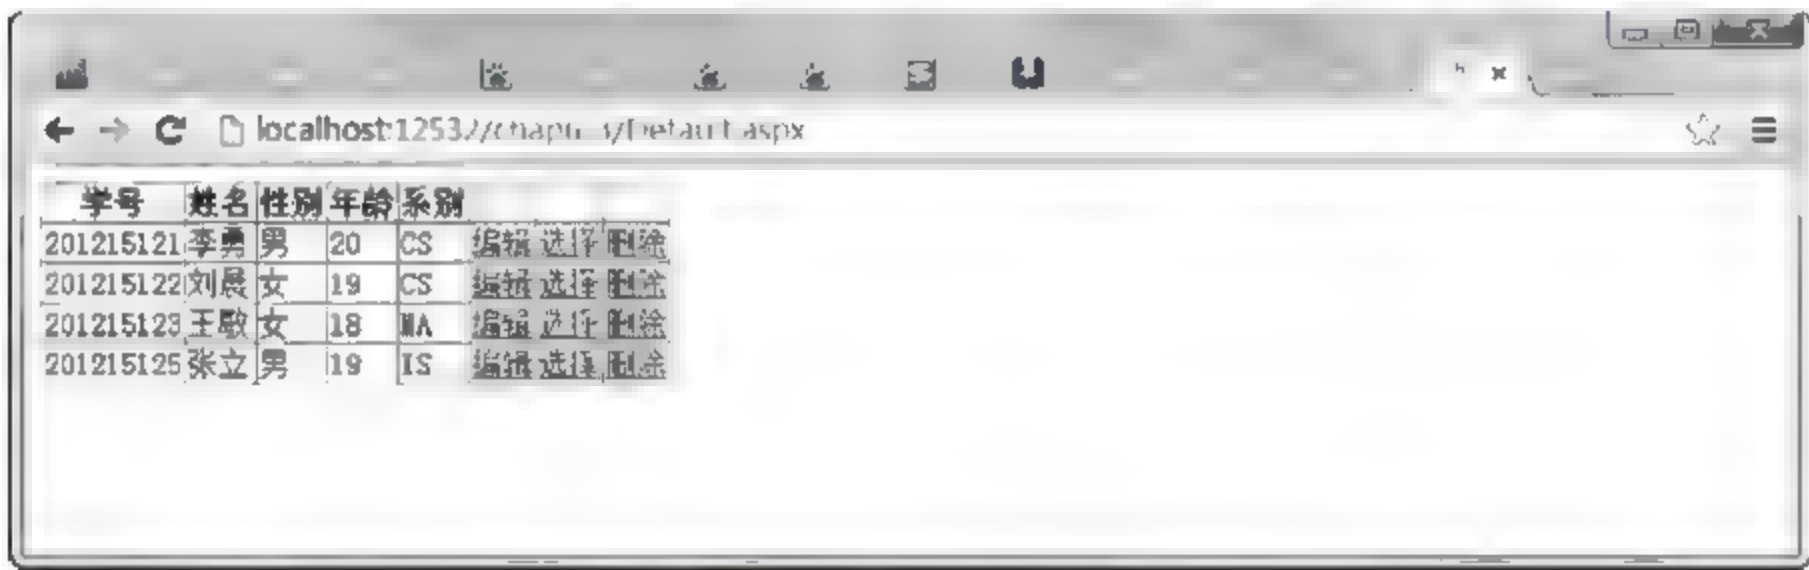 localhost:1253
学号 姓名 性别 年龄 系别
201215121 李勇 男 20 CS 编辑 选择 删除
201215122 刘晨 女 19 CS 编辑 选择 删除
201215123 王敏 女 18 MA 编辑 选择 删除
201215125 张立 男 19 IS 编辑 选择 删除